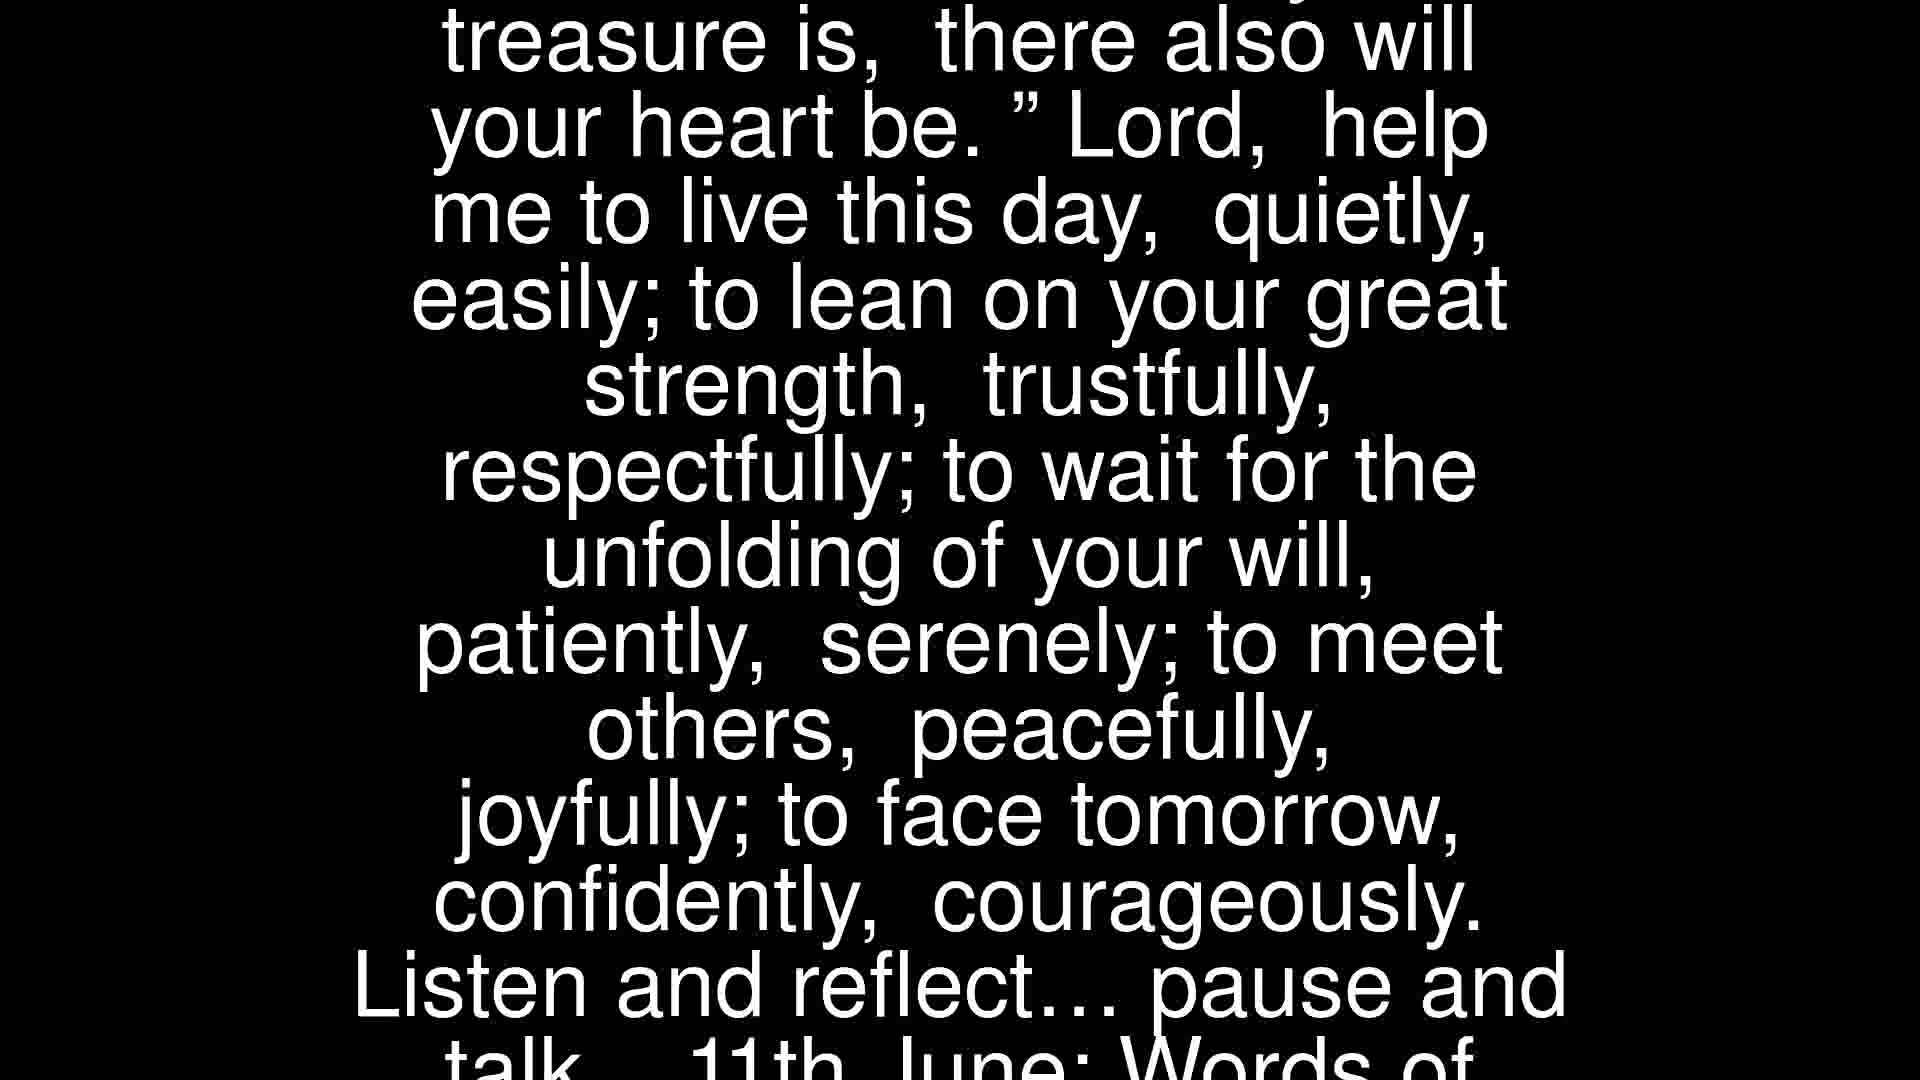 treasure is,  there also will
your heart be. ” Lord,  help
me to live this day,  quietly,
easily; to lean on your great
strength,  trustfully,
respectfully; to wait for the
unfolding of your will,
patiently,  serenely; to meet
others,  peacefully,
joyfully; to face tomorrow,
confidently,  courageously.
Listen and reflect… pause and
talk… 11th June: Words of